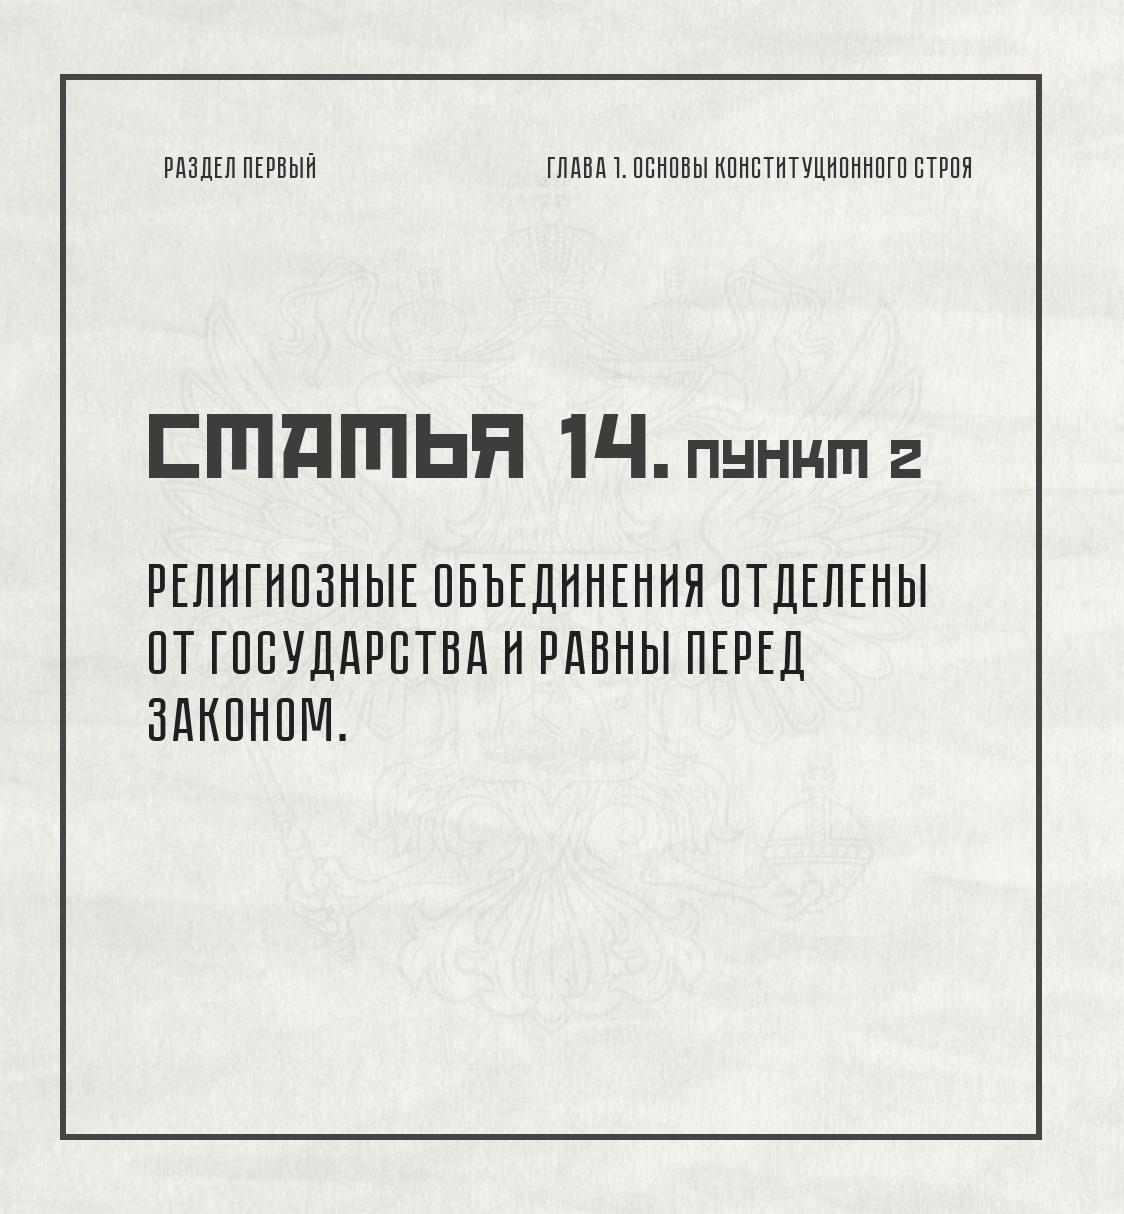 РАЗДЕЛ ПЕРВЫЙ
ГЛАВА 1. ОСНОВЫ КОНСТИТУЦИОННОГО СТРОЯ
СТАТЬЯ 14. ПУНКТ 2
РЕЛИГИОЗНЫЕ ОБЪЕДИНЕНИЯ ОТДЕЛЕНЫ
ОТ ГОСУДАРСТВА И РАВНЫ ПЕРЕД
ЗАКОНОМ.